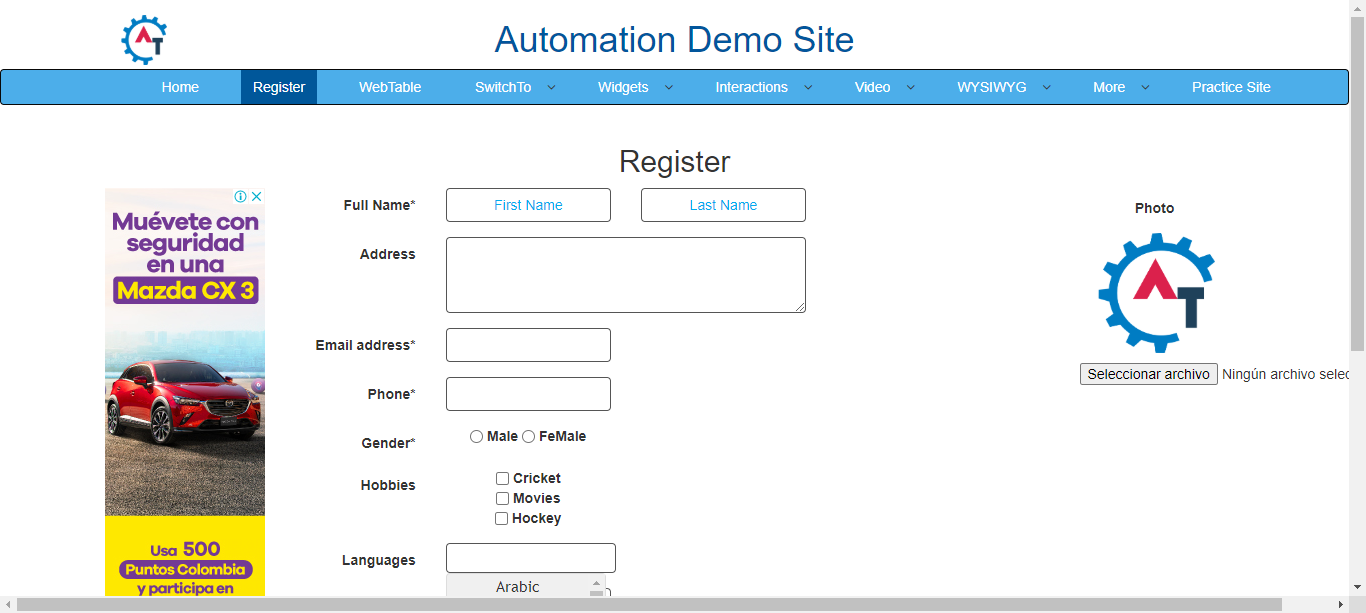 AT
Automation Demo Site
Home Register WebTable SwitchTo Widgets Interactions Video WYSIWYG More Practice Site
Register
Muévete con
seguridad
en una
Mazda CX 3
Usa 500
Puntos Colombia
y participa en
Full Name* First Name Last Name
Address
Email address*
Phone*
Gender* Male FeMale
Hobbies Cricket
Movies
Hockey
Languages
Arabic
Photo
AT
Seleccionar archivo Ningún archivo selec